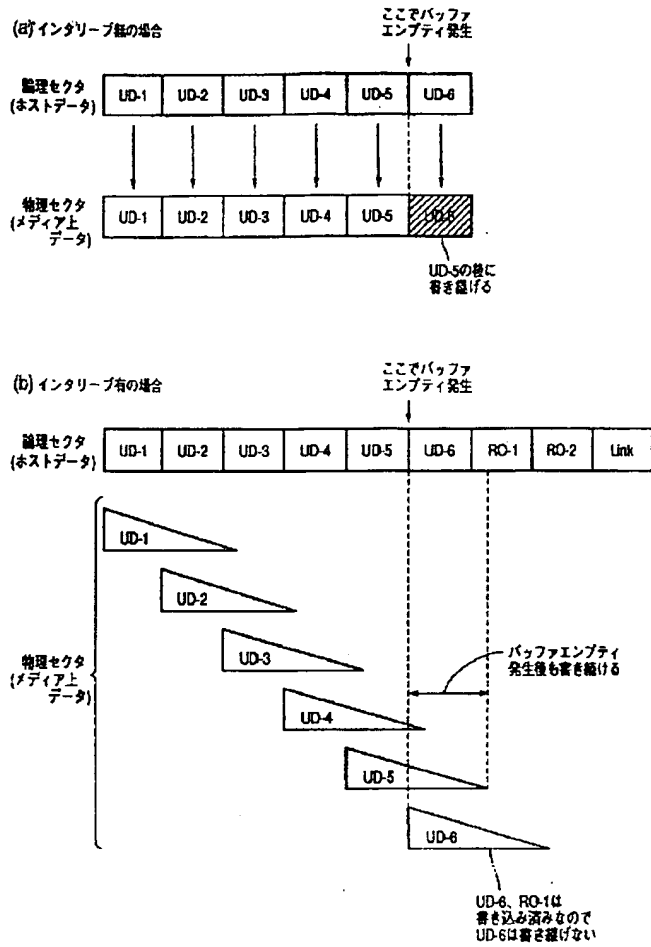 (a) インタリーブ無の場合
ここでバッファ
エンプティ発生
論理セクタ
(ホストデータ)
UD-1 UD-2 UD-3 UD-4 UD-5 UD-6
物理セクタ
(メディア上
データ)
UD-1 UD-2 UD-3 UD-4 UD-5 UD-6
UD-5の後に
書き継げる
(b) インタリーブ有の場合
ここでバッファ
エンプティ発生
論理セクタ
(ホストデータ)
UD-1 UD-2 UD-3 UD-4 UD-5 UD-6 RO-1 RO-2 Link
UD-1
UD-2
UD-3
物理セクタ
(メディア上
データ)
バッファエンプティ
発生後も書き続ける
UD-4
UD-5
UD-6
UD-6、RO-1は
書き込み済みなので
UD-6は書き継げない